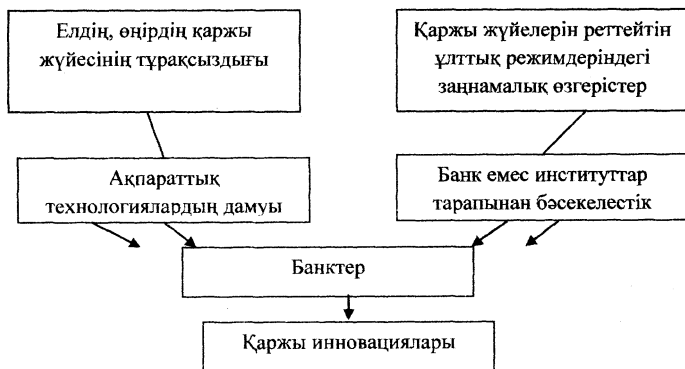 Елдің, өңірдің қаржы
жүйесінің тұрақсыздығы
Қаржы жүйелерін реттейтін
ұлттық режимдеріндегі
заңнамалық өзгерістер
Ақпараттық
технологиялардың дамуы
Банк емес институттар
тарапынан бәсекелестік
Банктер
Қаржы инновациялары